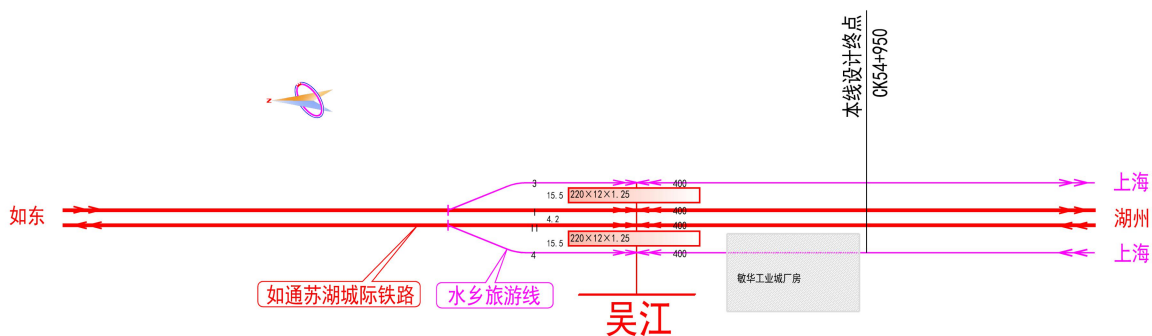 本线设计终点
CK54+950
Z
3
400
上海
15.5
220×12×1.25
如东
I
400
湖州
4.2
II
400
15.5
220×12×1.25
4
400
上海
敏华工业城厂房
如通苏湖城际铁路
水乡旅游线
吴江